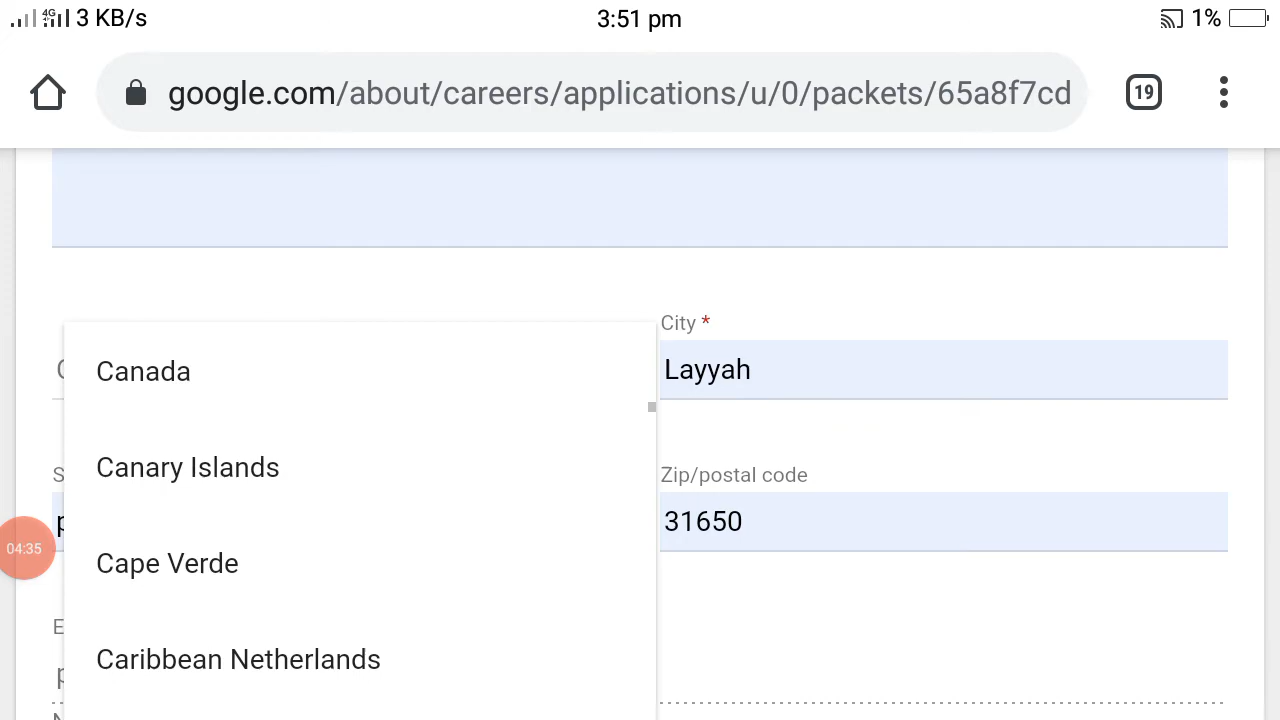 4G 3 KB/s 3:51 pm 1%
google.com/about/careers/applications/u/0/packets/65a8f7cd 19
City *
Canada
Layyah
Canary Islands
Zip/postal code
31650
04:35
Cape Verde
Caribbean Netherlands